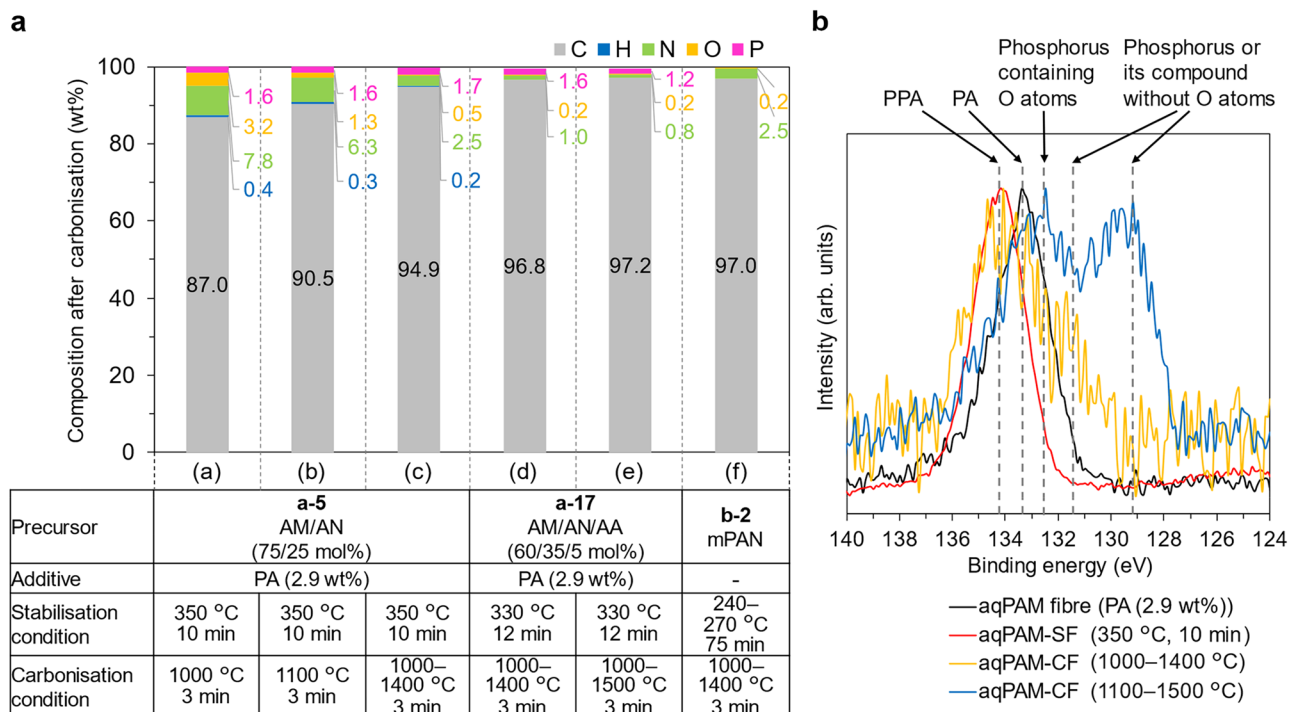 a
C H N O P
Composition after carbonisation (wt%)
100
80
60
40
20
0
1.6
3.2
7.8
0.4
87.0
1.6
1.3
6.3
0.3
90.5
1.7
0.5
2.5
0.2
94.9
1.6
0.2
1.0
96.8
1.2
0.2
0.8
97.2
0.2
2.5
97.0
(a) (b) (c) (d) (e) (f)
Precursor
a-5
AM/AN
(75/25 mol%)
a-17
AM/AN/AA
(60/35/5 mol%)
b-2
mPAN
Additive
PA (2.9 wt%)
PA (2.9 wt%)
-
Stabilisation
condition
350 °C
10 min
350 °C
10 min
350 °C
10 min
330 °C
12 min
330 °C
12 min
240–
270 °C
75 min
Carbonisation
condition
1000 °C
3 min
1100 °C
3 min
1000–
1400 °C
3 min
1000–
1400 °C
3 min
1000–
1500 °C
3 min
1000–
1400 °C
3 min
b
PPA
PA
Phosphorus
containing
O atoms
Phosphorus or
its compound
without O atoms
Intensity (arb. units)
140 138 136 134 132 130 128 126 124
Binding energy (eV)
aqPAM fibre (PA (2.9 wt%))
aqPAM-SF (350 °C, 10 min)
aqPAM-CF (1000–1400 °C)
aqPAM-CF (1100–1500 °C)